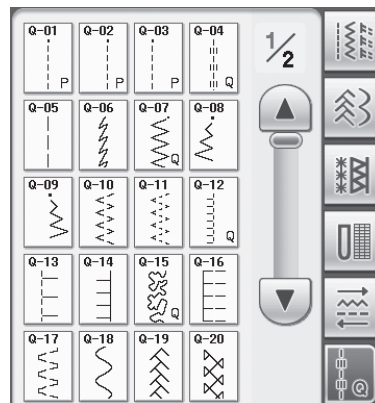 Q-01 Q-02 Q-03 Q-04 1/2
P P P Q
Q-05 Q-06 Q-07 Q-08
Q
Q-09 Q-10 Q-11 Q-12
Q
Q-13 Q-14 Q-15 Q-16
Q
Q-17 Q-18 Q-19 Q-20
Q